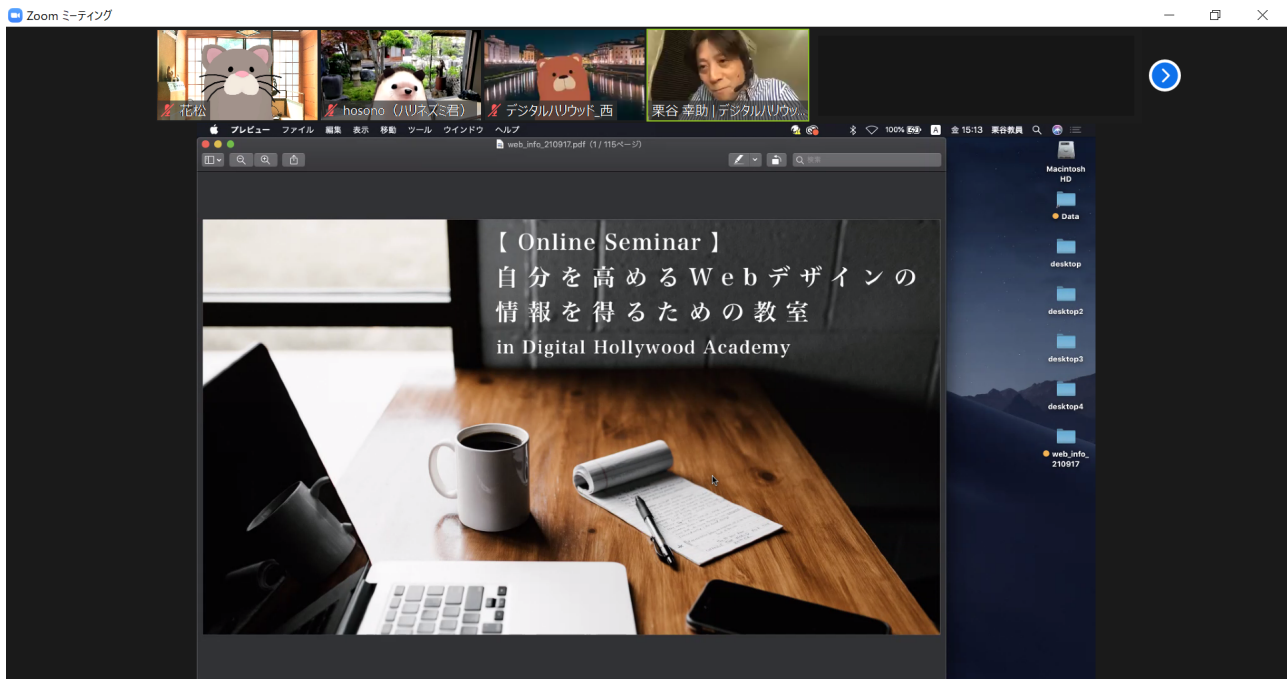 Zoom ミーティング
花松
hosono（ハリネズミ君）
デジタルハリウッド_西
栗谷 幸助 | デジタルハリウッ...
プレビュー ファイル 編集 表示 移動 ツール ウインドウ ヘルプ
100% A 金 15:13 栗谷教員
web_info_210917.pdf（1 / 115ページ）
検索
【 Online Seminar 】
自分を高めるWebデザインの
情報を得るための教室
in Digital Hollywood Academy
Macintosh
HD
Data
desktop
desktop2
desktop3
desktop4
web_info_
210917